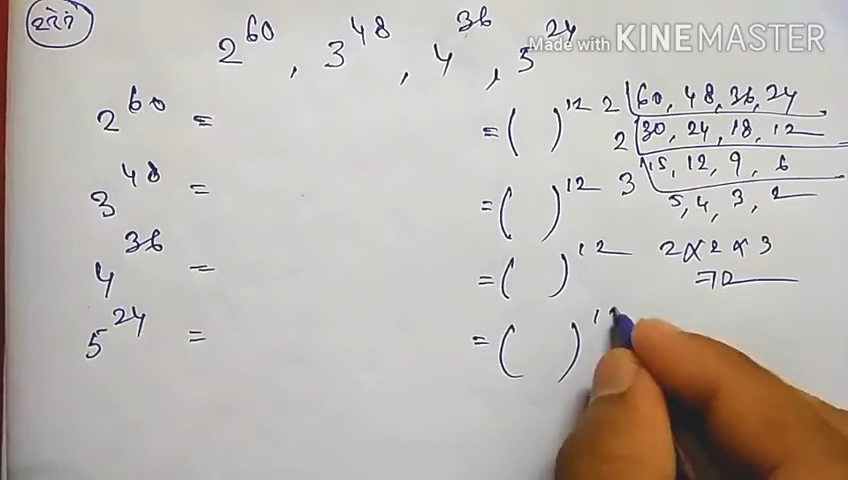 2^60 , 3^48 , 4^36 , 5^24
Made with KINEMASTER
2^60 = = ( )^12
3^48 = = ( )^12
4^36 = = ( )^12
5^24 = = ( )^12
2 | 60, 48, 36, 24
2 | 30, 24, 18, 12
3 | 15, 12, 9, 6
5, 4, 3, 2
2 × 2 × 3
= 12